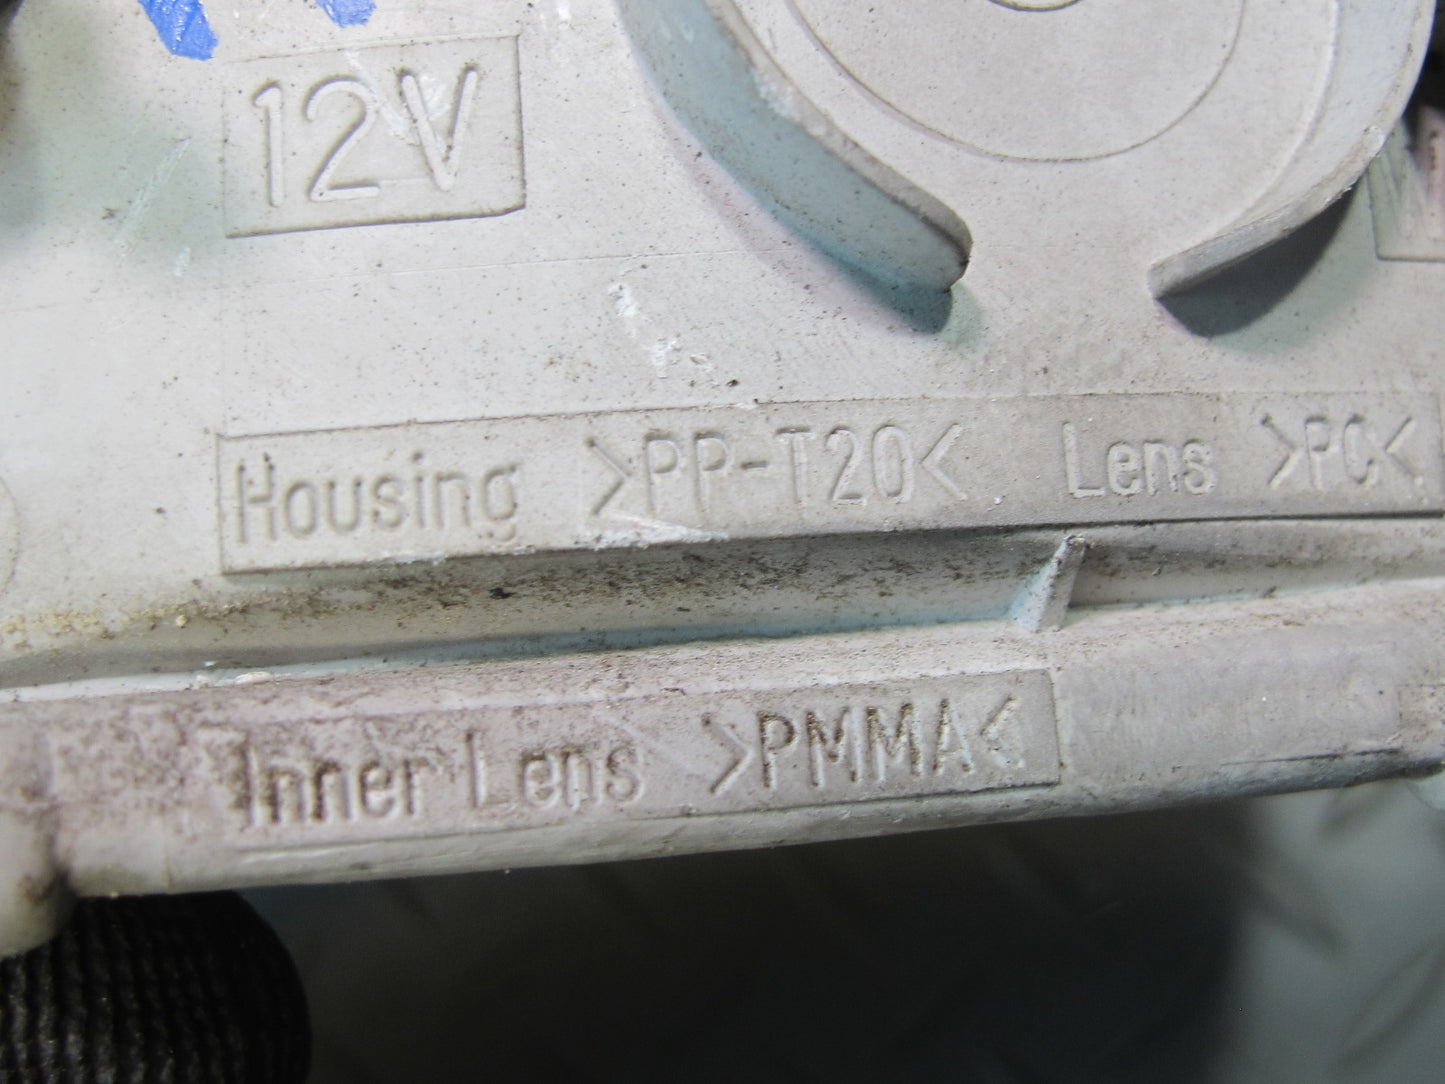 12V
Housing >PP-T20< Lens >PC<
Inner Lens >PMMA<